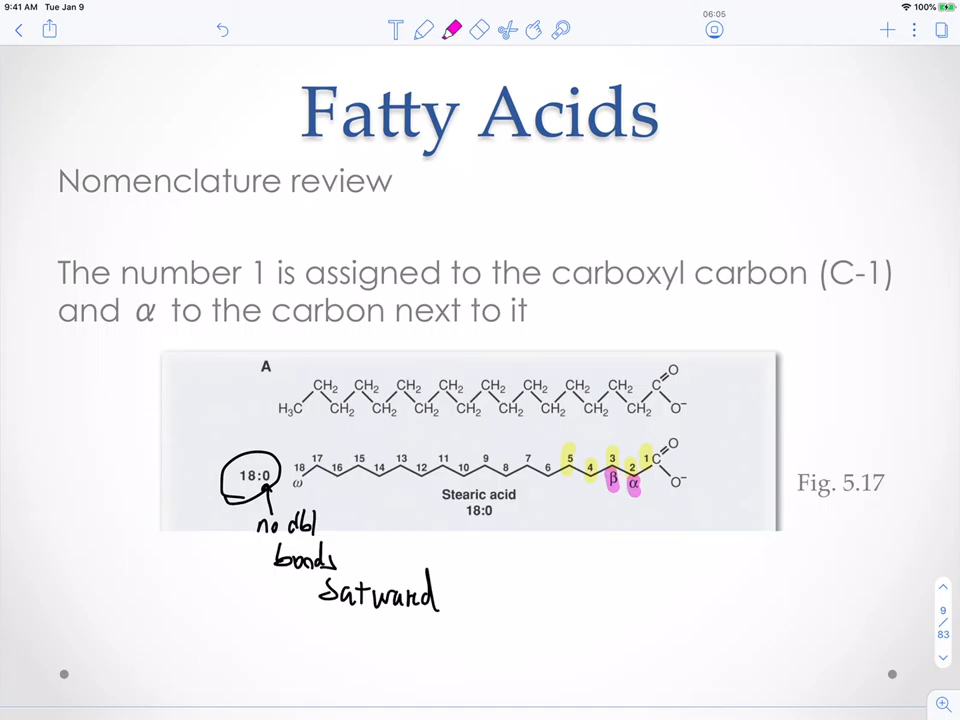 9:41 AM Tue Jan 9
100%
06:05
Fatty Acids
Nomenclature review
The number 1 is assigned to the carboxyl carbon (C-1)
and α to the carbon next to it
A
CH₂ CH₂ CH₂ CH₂ CH₂ CH₂ CH₂ CH₂ C O
H₃C CH₂ CH₂ CH₂ CH₂ CH₂ CH₂ CH₂ CH₂ O⁻
18:0
18 17 16 15 14 13 12 11 10 9 8 7 6 5 4 3 2 1 C O
ω β α O⁻
Stearic acid
18:0
Fig. 5.17
no dbl
bonds
9
/
83